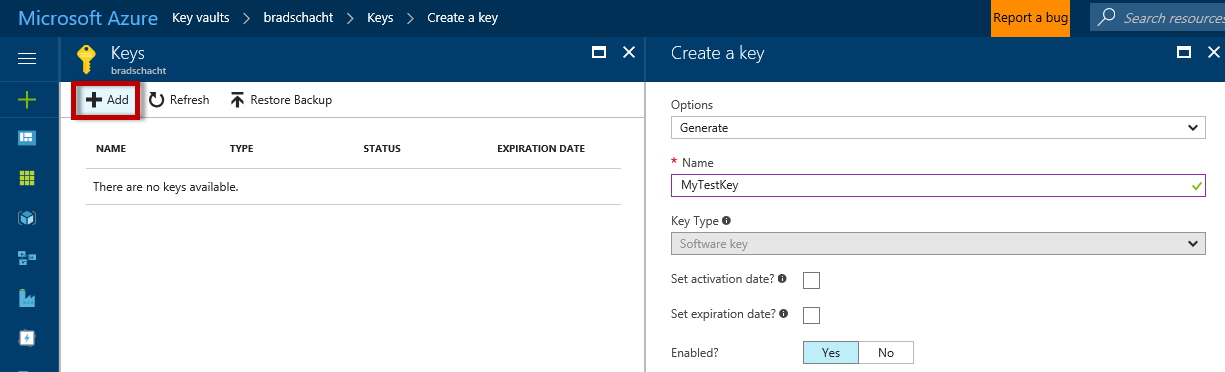 Microsoft Azure Key vaults > bradschacht > Keys > Create a key Report a bug Search resources
Keys
bradschacht
Add Refresh Restore Backup
NAME TYPE STATUS EXPIRATION DATE
There are no keys available.
Create a key
Options
Generate
* Name
MyTestKey
Key Type
Software key
Set activation date?
Set expiration date?
Enabled? Yes No